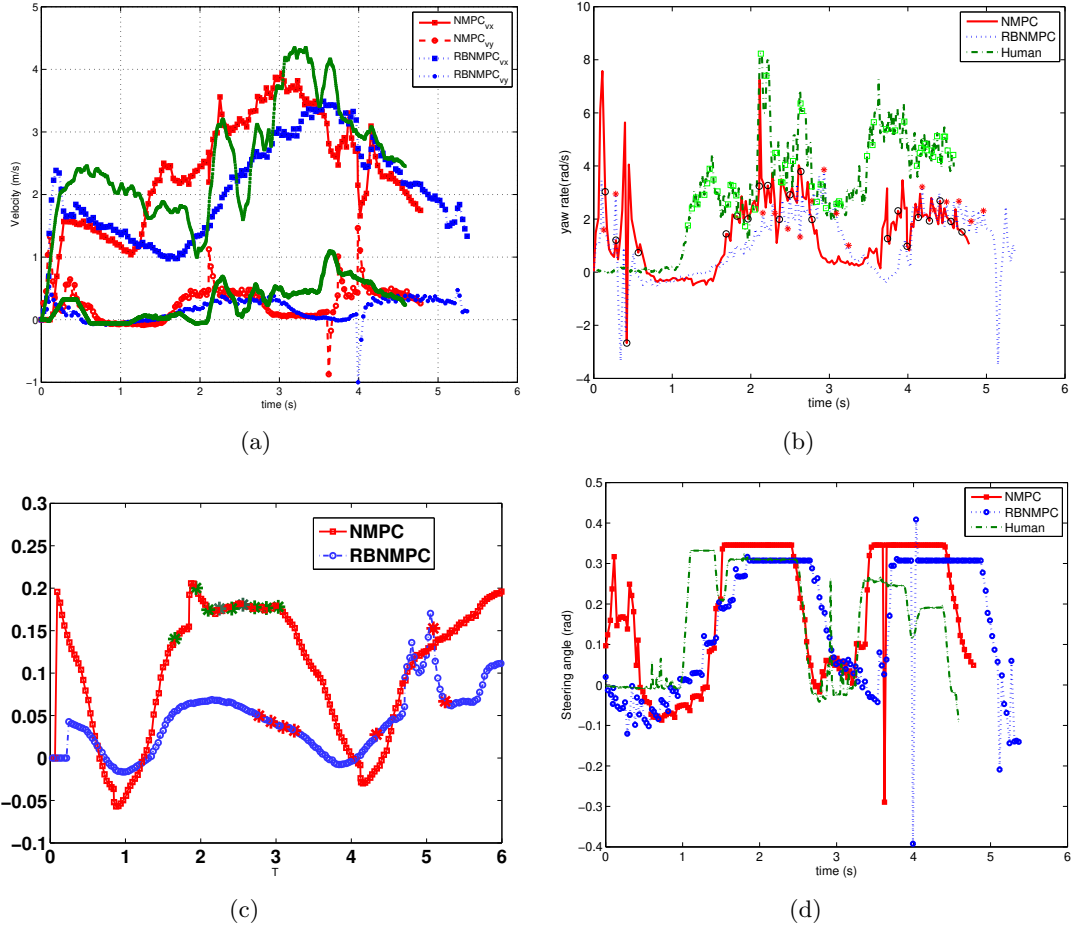 5
4
3
2
1
0
−1
0 1 2 3 4 5 6
Velocity (m/s)
time (s)
NMPCvx
NMPCvy
RBNMPCvx
RBNMPCvy
(a)
10
8
6
4
2
0
−2
−4
0 1 2 3 4 5 6
yaw rate(rad/s)
time (s)
NMPC
RBNMPC
Human
(b)
0.3
0.25
0.2
0.15
0.1
0.05
0
−0.05
−0.1
0 1 2 3 4 5 6
T
NMPC
RBNMPC
(c)
0.5
0.4
0.3
0.2
0.1
0
−0.1
−0.2
−0.3
−0.4
0 1 2 3 4 5 6
Steering angle (rad)
time (s)
NMPC
RBNMPC
Human
(d)